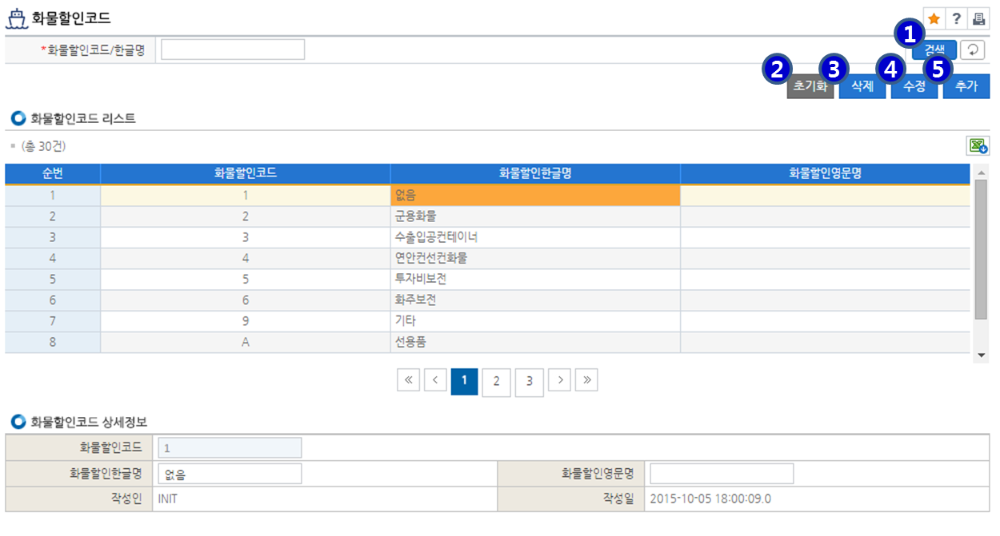 화물할인코드
?
*화물할인코드/한글명
1 검색
2 초기화 3 삭제 4 수정 5 추가
화물할인코드 리스트
(총 30건)
순번 화물할인코드 화물할인한글명 화물할인영문명
1 1 없음
2 2 군용화물
3 3 수출입공컨테이너
4 4 연안컨선컨화물
5 5 투자비보전
6 6 화주보전
7 9 기타
8 A 선용품
« < 1 2 3 > »
화물할인코드 상세정보
화물할인코드 1
화물할인한글명 없음 화물할인영문명
작성인 INIT 작성일 2015-10-05 18:00:09.0